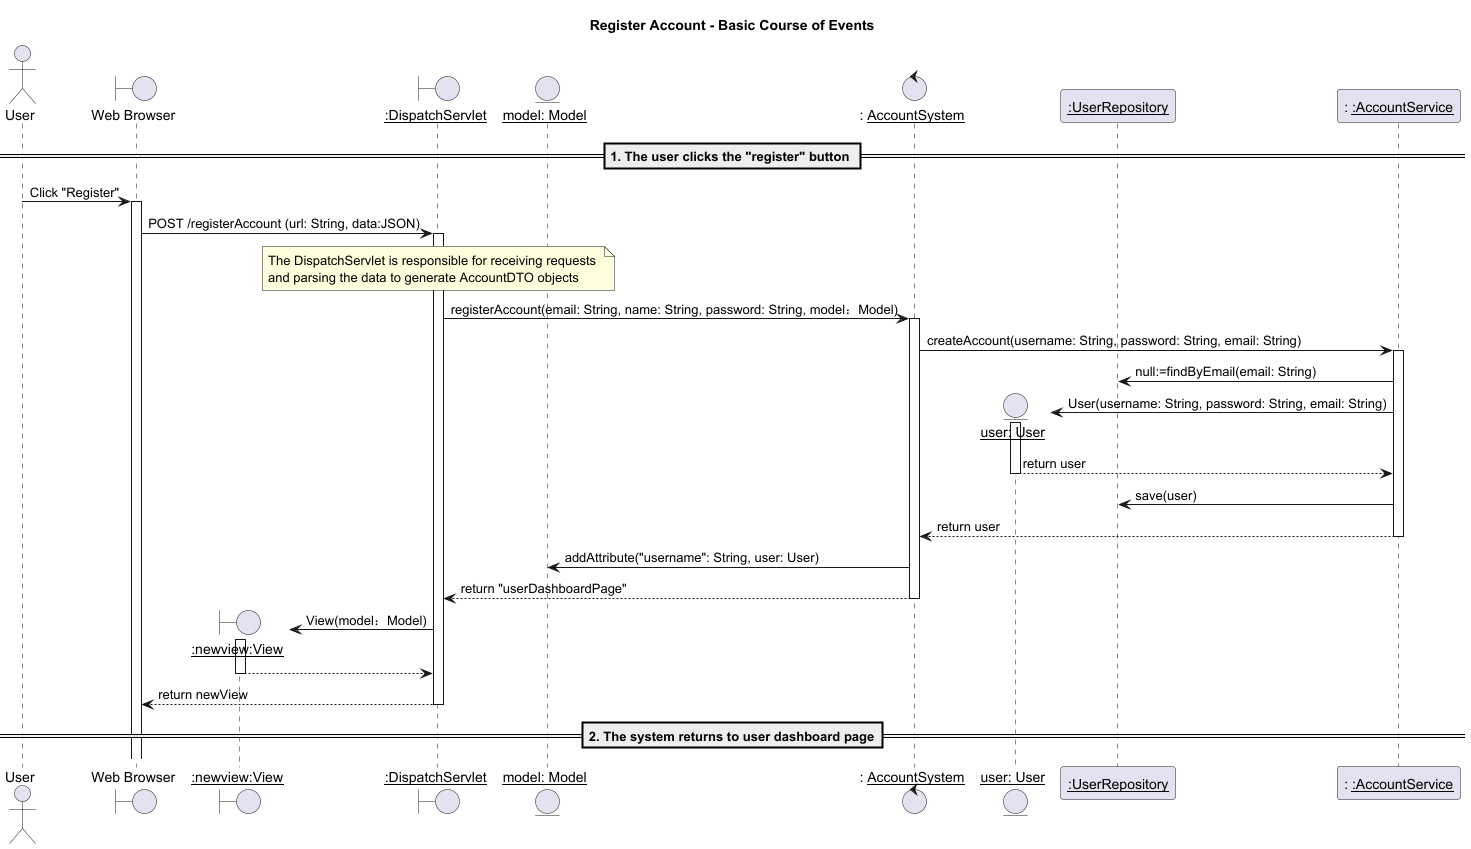 Register Account - Basic Course of Events
User
Web Browser
:DispatchServlet
model: Model
: AccountSystem
:UserRepository
: :AccountService
1. The user clicks the "register" button
Click "Register"
POST /registerAccount (url: String, data:JSON)
The DispatchServlet is responsible for receiving requests
and parsing the data to generate AccountDTO objects
registerAccount(email: String, name: String, password: String, model：Model)
createAccount(username: String, password: String, email: String)
null:=findByEmail(email: String)
User(username: String, password: String, email: String)
user: User
return user
save(user)
return user
addAttribute("username": String, user: User)
return "userDashboardPage"
View(model：Model)
:newview:View
return newView
2. The system returns to user dashboard page
User
Web Browser
:newview:View
:DispatchServlet
model: Model
: AccountSystem
user: User
:UserRepository
: :AccountService